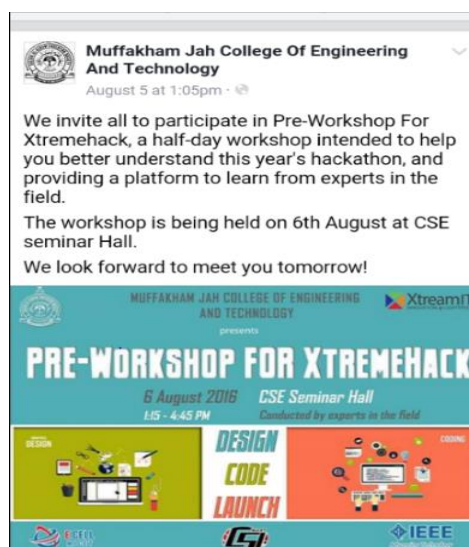 Muffakham Jah College Of Engineering
And Technology
August 5 at 1:05pm ·
We invite all to participate in Pre-Workshop For
Xtremehack, a half-day workshop intended to help
you better understand this year's hackathon, and
providing a platform to learn from experts in the
field.
The workshop is being held on 6th August at CSE
seminar Hall.
We look forward to meet you tomorrow!
MUFFAKHAM JAH COLLEGE OF ENGINEERING
AND TECHNOLOGY
XtreamIT
presents
PRE-WORKSHOP FOR XTREMEHACK
6 August 2016 CSE Seminar Hall
1:15 - 4:45 PM Conducted by experts in the field
DESIGN
CODING
DESIGN
CODE
LAUNCH
ECELL
CSI
IEEE